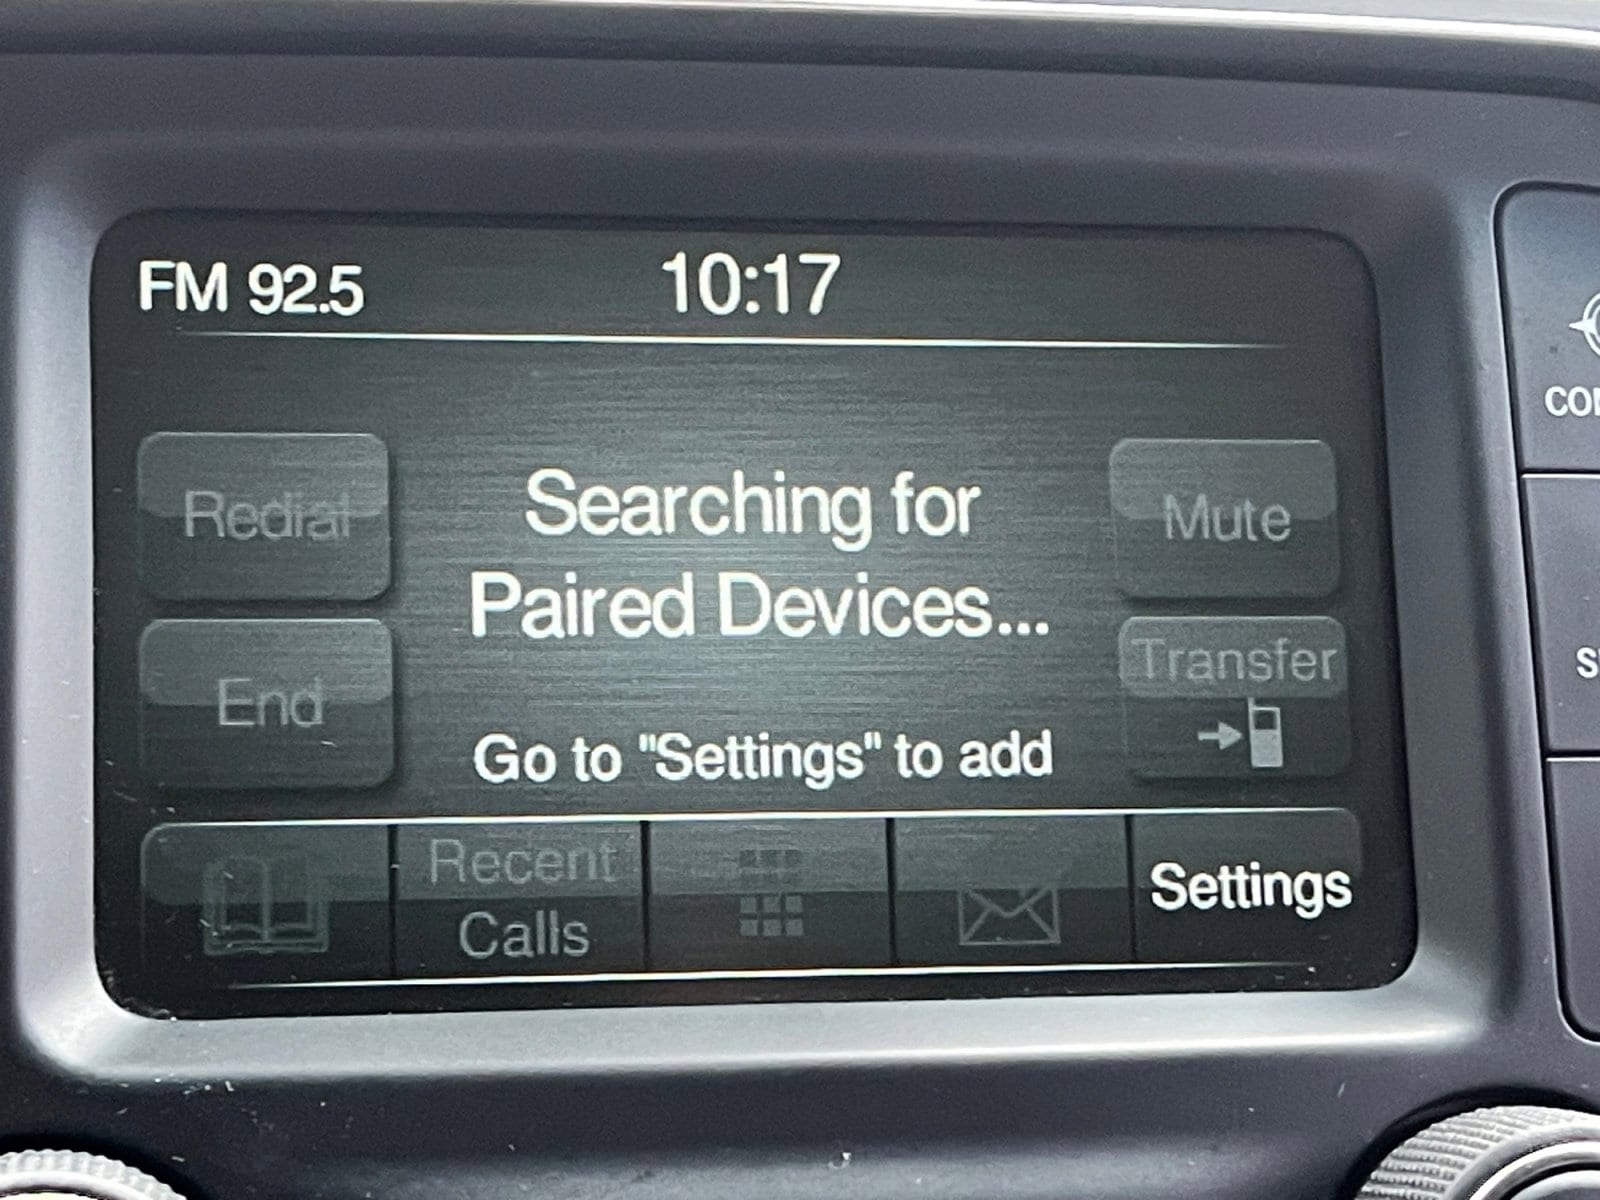 FM 92.5
10:17
Redial
Searching for
Paired Devices...
Mute
End
Transfer
Go to "Settings" to add
Recent
Calls
Settings